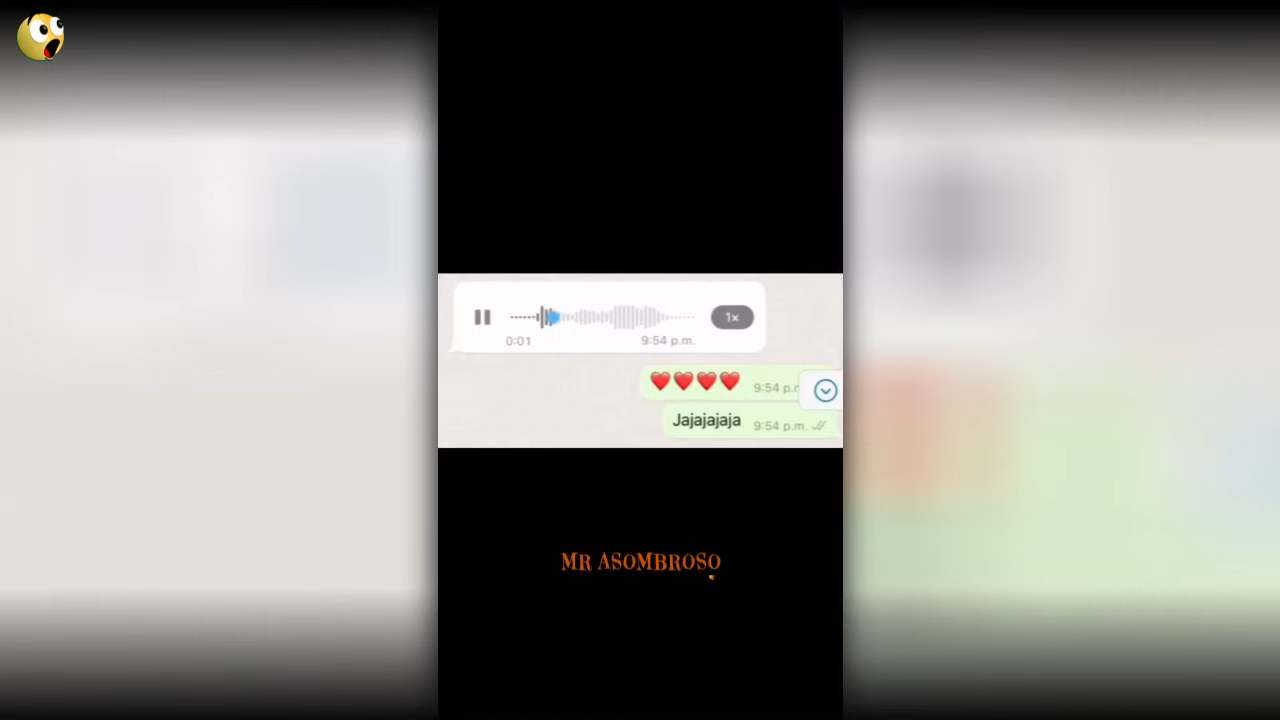 1×
0:01 9:54 p.m.
❤️❤️❤️❤️ 9:54 p.
Jajajajaja 9:54 p.m.
MR ASOMBROSO